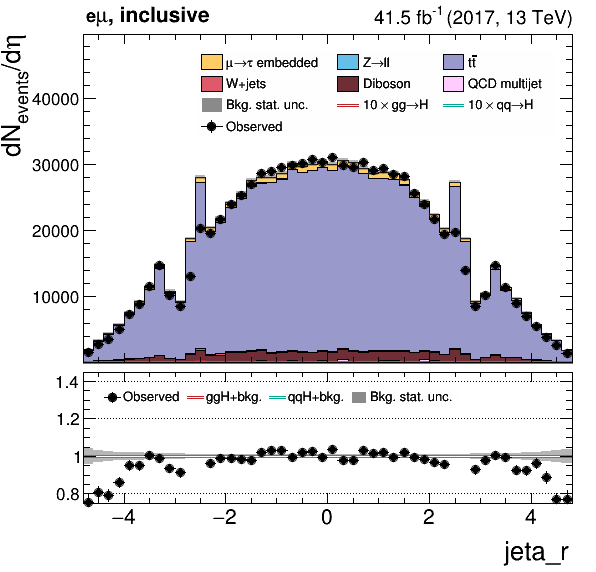 eμ, inclusive 41.5 fb⁻¹ (2017, 13 TeV)
dN_events/dη
μ→τ embedded Z→ll tt̄
W+jets Diboson QCD multijet
Bkg. stat. unc. 10 × gg→H 10 × qq→H
Observed
40000
30000
20000
10000
1.4
Observed ggH+bkg. qqH+bkg. Bkg. stat. unc.
1.2
1
0.8
−4 −2 0 2 4
jeta_r